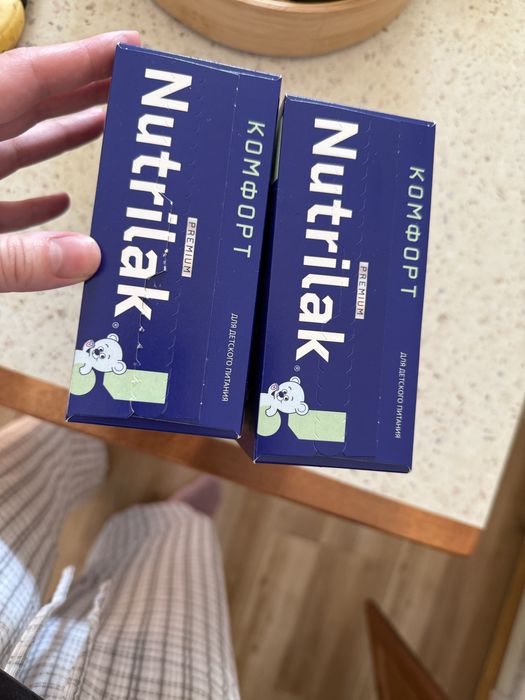 Nutrilak®
PREMIUM
КОМФОРТ
ДЛЯ ДЕТСКОГО ПИТАНИЯ
Nutrilak®
PREMIUM
КОМФОРТ
ДЛЯ ДЕТСКОГО ПИТАНИЯ